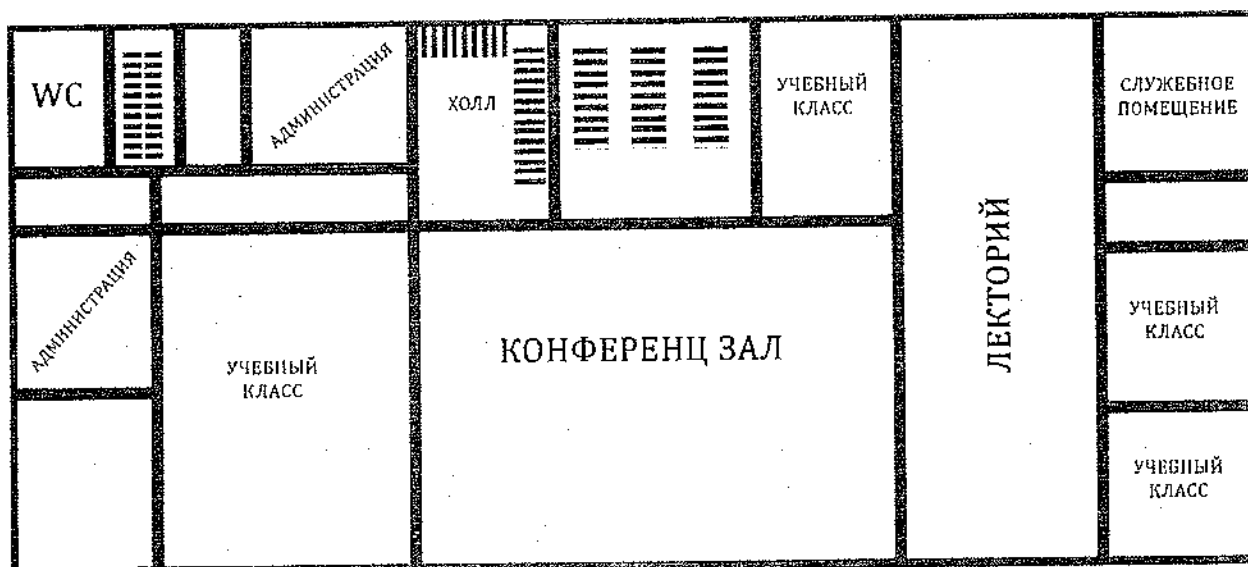 WC
АДМИНИСТРАЦИЯ
ХОЛЛ
УЧЕБНЫЙ
КЛАСС
СЛУЖЕБНОЕ
ПОМЕЩЕНИЕ
АДМИНИСТРАЦИЯ
УЧЕБНЫЙ
КЛАСС
КОНФЕРЕНЦ ЗАЛ
ЛЕКТОРИЙ
УЧЕБНЫЙ
КЛАСС
УЧЕБНЫЙ
КЛАСС